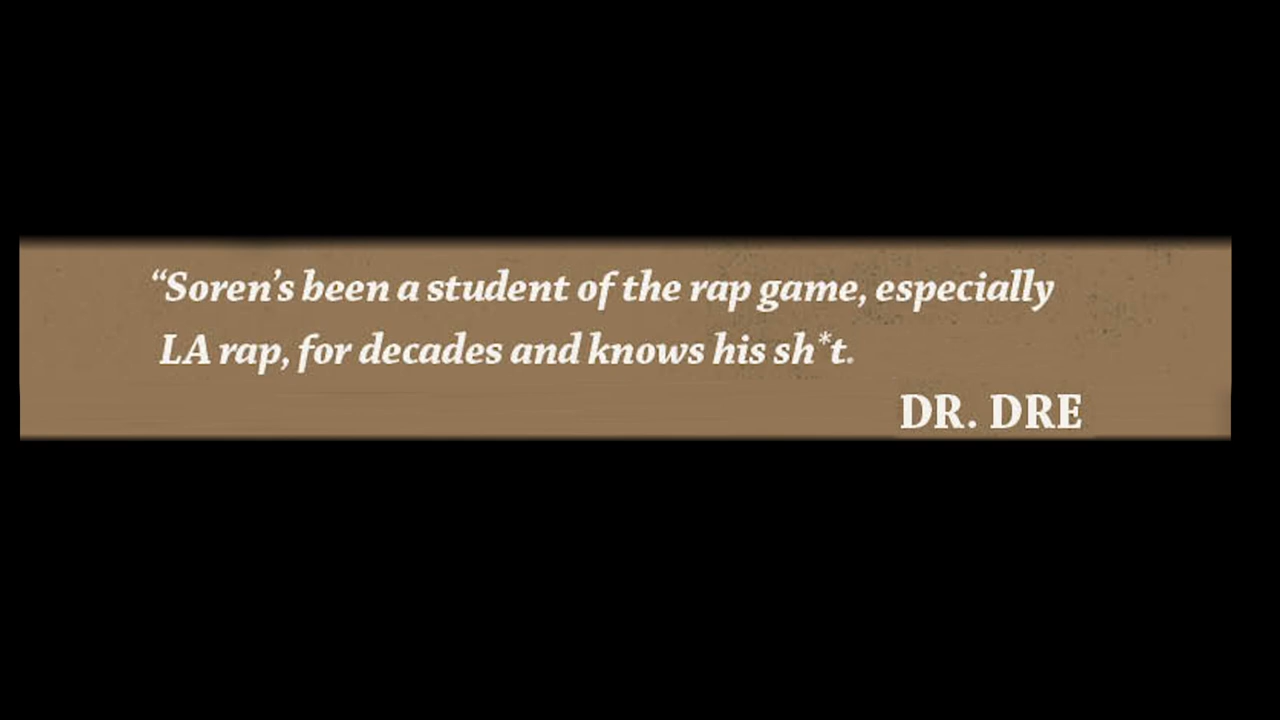 “Soren’s been a student of the rap game, especially
LA rap, for decades and knows his sh*t.
DR. DRE